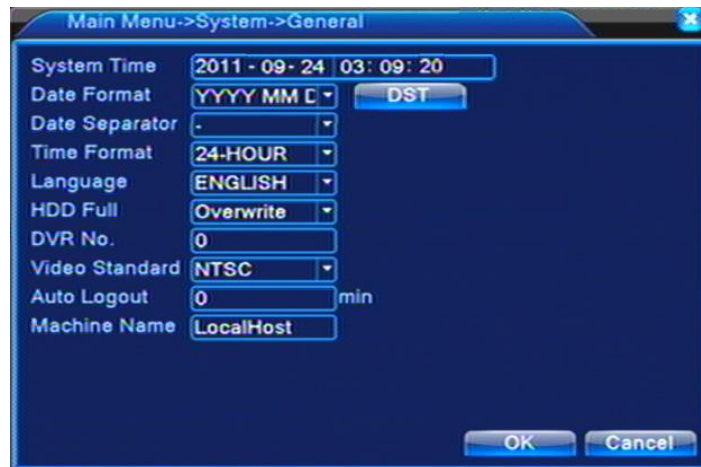 Main Menu->System->General
System Time 2011 - 09 - 24 03: 09: 20
Date Format YYYY MM D DST
Date Separator -
Time Format 24-HOUR
Language ENGLISH
HDD Full Overwrite
DVR No. 0
Video Standard NTSC
Auto Logout 0 min
Machine Name LocalHost
OK Cancel